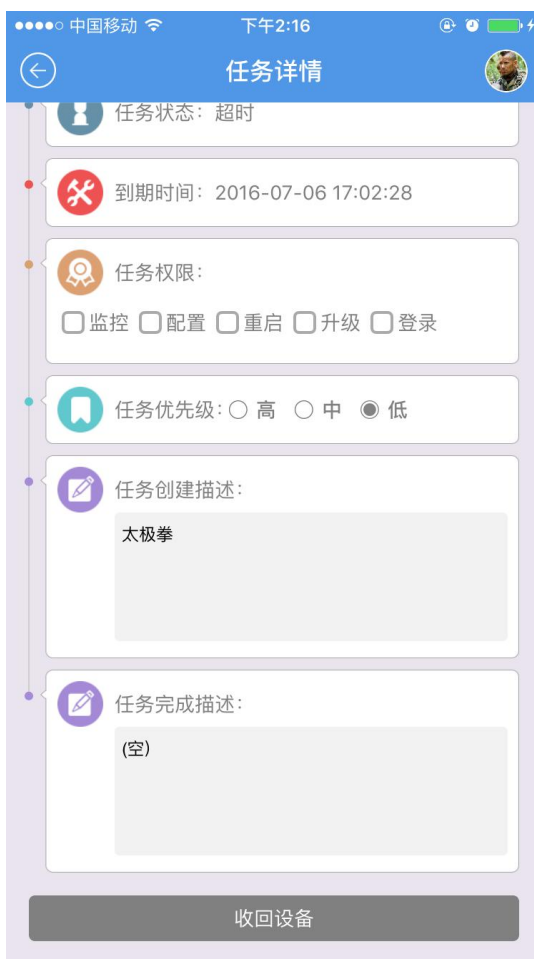 中国移动 下午2:16
任务详情
任务状态：超时
到期时间：2016-07-06 17:02:28
任务权限：
监控 配置 重启 升级 登录
任务优先级：高 中 低
任务创建描述：
太极拳
任务完成描述：
(空)
收回设备